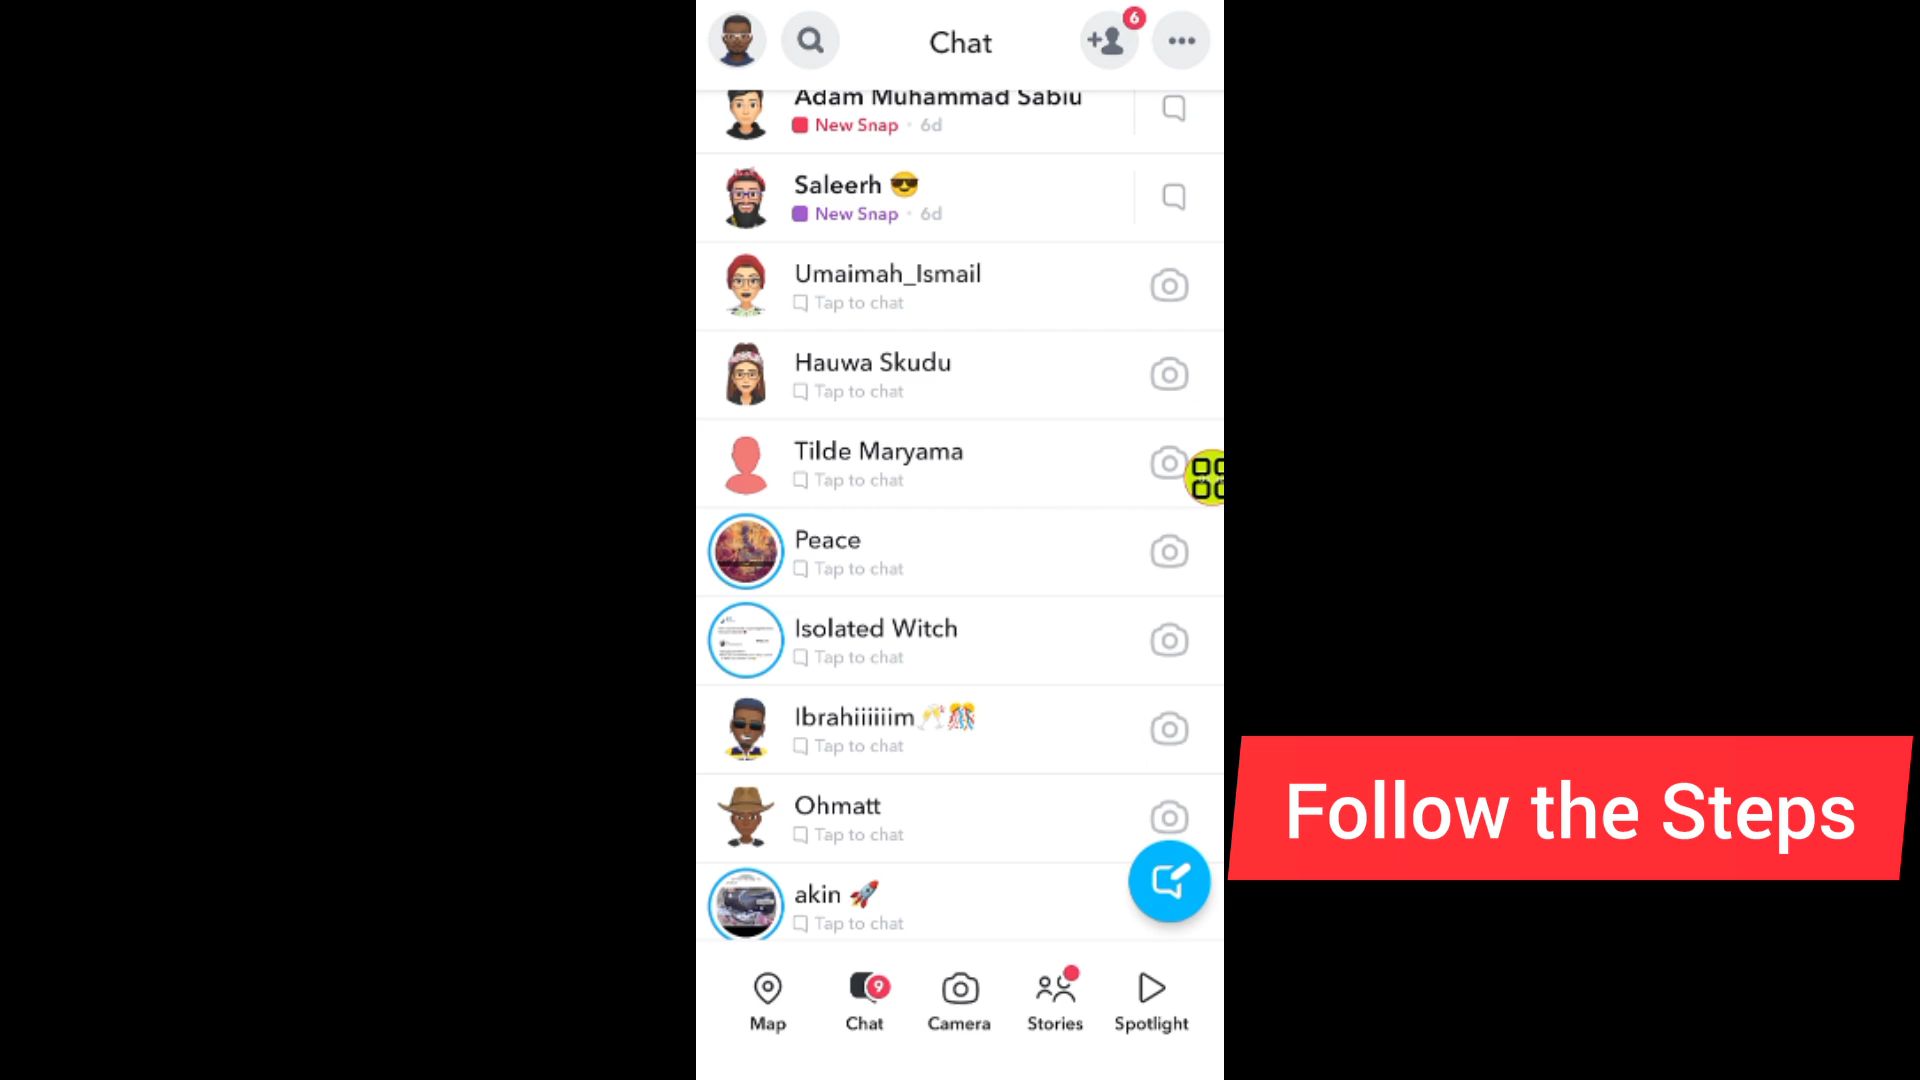 Chat
6
Adam Muhammad Sabiu
New Snap · 6d
Saleerh 😎
New Snap · 6d
Umaimah_Ismail
Tap to chat
Hauwa Skudu
Tap to chat
Tilde Maryama
Tap to chat
Peace
Tap to chat
Isolated Witch
Tap to chat
Ibrahiiiiiim🥂🎊
Tap to chat
Ohmatt
Tap to chat
akin 🚀
Tap to chat
9
Map Chat Camera Stories Spotlight
Follow the Steps